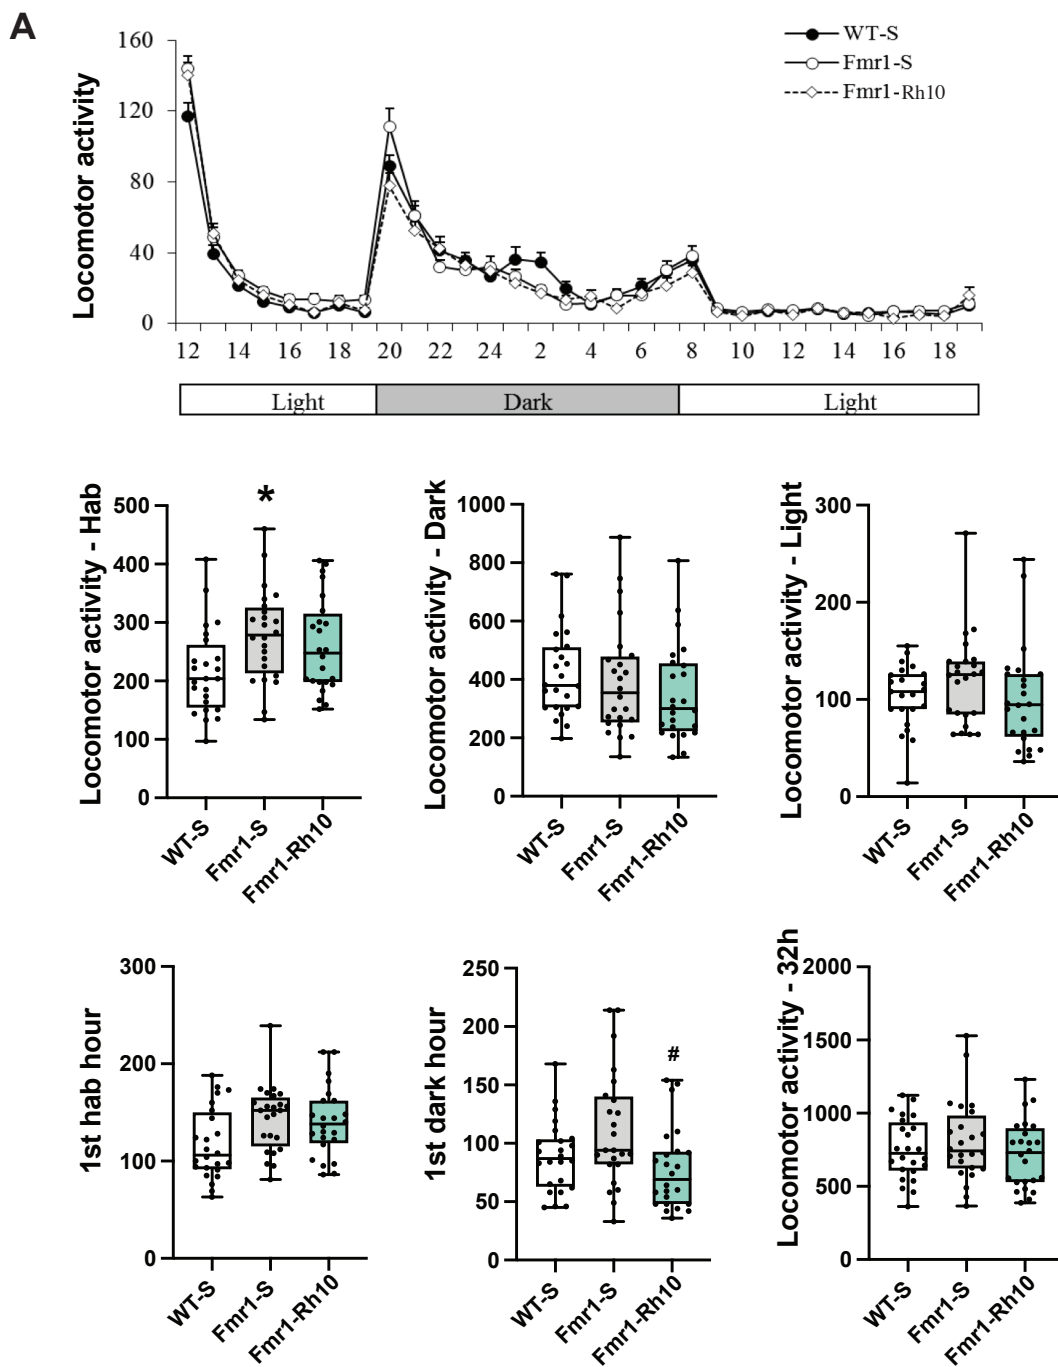 A
Locomotor activity
160
120
80
40
0
WT-S
Fmr1-S
Fmr1-Rh10
12 14 16 18 20 22 24 2 4 6 8 10 12 14 16 18
Light Dark Light
Locomotor activity - Hab
500
400
300
200
100
0
*
WT-S
Fmr1-S
Fmr1-Rh10
Locomotor activity - Dark
1000
800
600
400
200
0
WT-S
Fmr1-S
Fmr1-Rh10
Locomotor activity - Light
300
200
100
0
WT-S
Fmr1-S
Fmr1-Rh10
1st hab hour
300
200
100
0
WT-S
Fmr1-S
Fmr1-Rh10
1st dark hour
250
200
150
100
50
0
#
WT-S
Fmr1-S
Fmr1-Rh10
Locomotor activity - 32h
2000
1500
1000
500
0
WT-S
Fmr1-S
Fmr1-Rh10